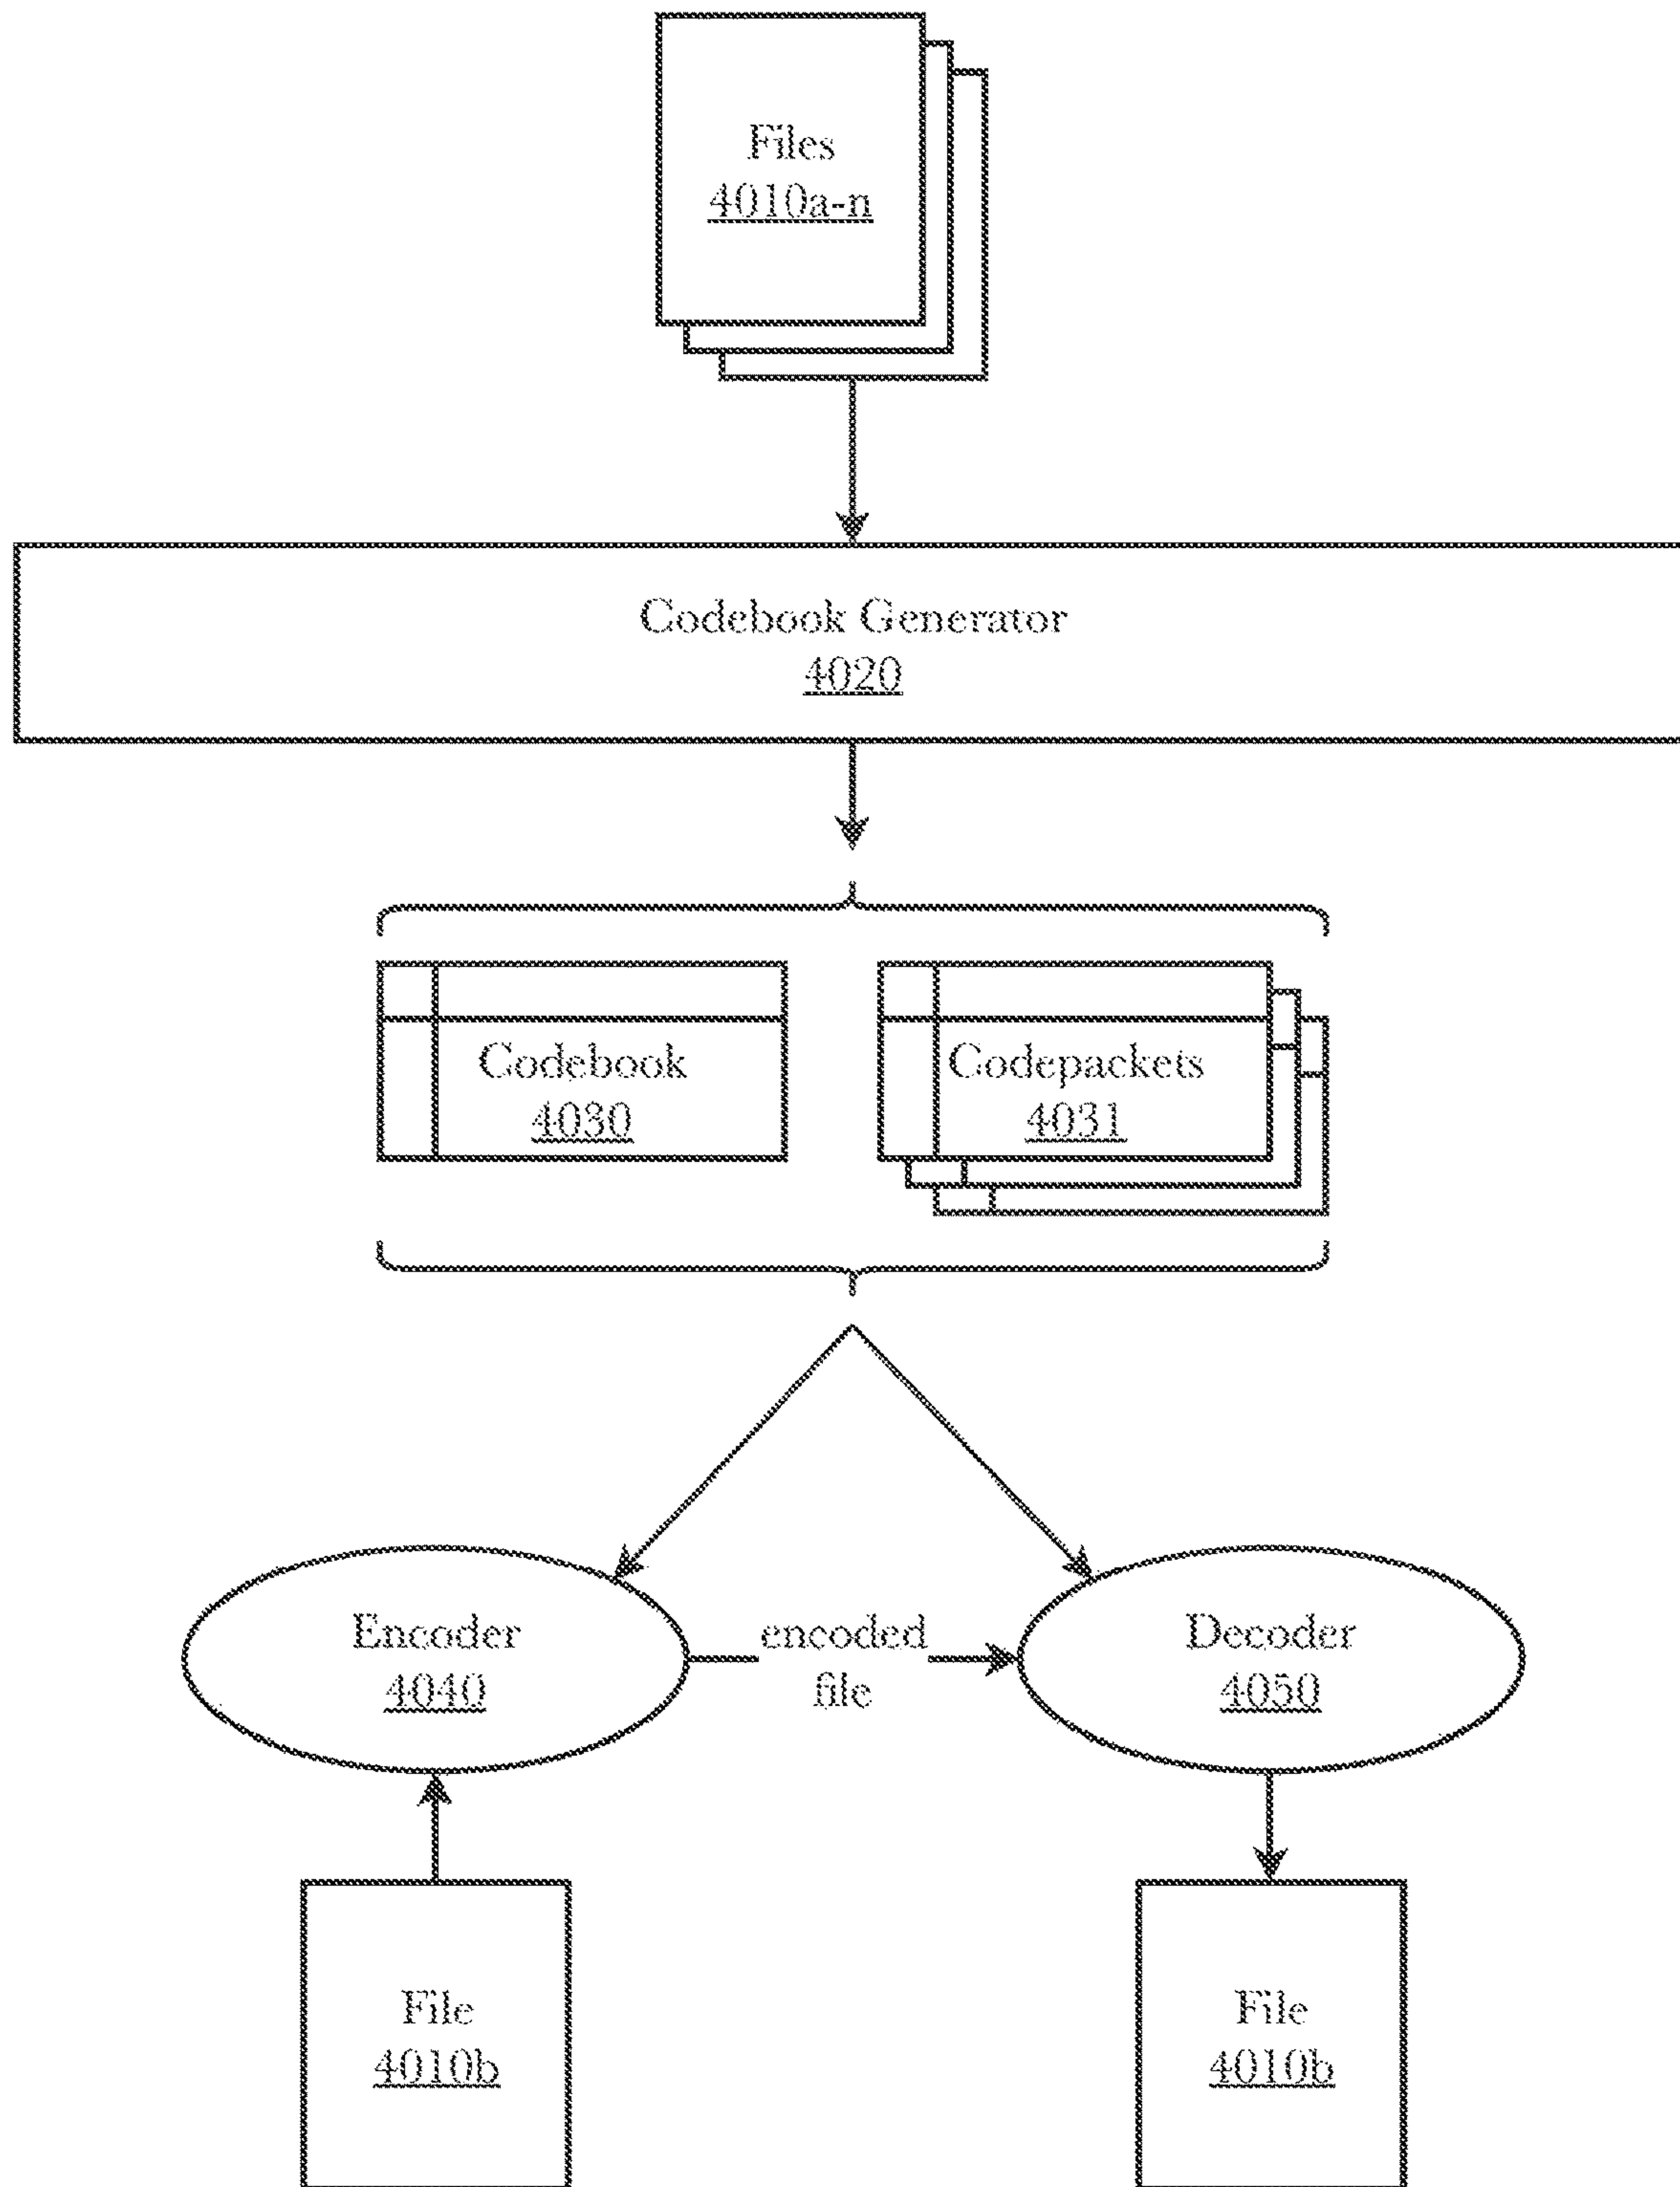 Files
4010a-n
Codebook Generator
4020
Codebook
4030
Codepackets
4031
Encoder
4040
encoded
file
Decoder
4050
File
4010b
File
4010b